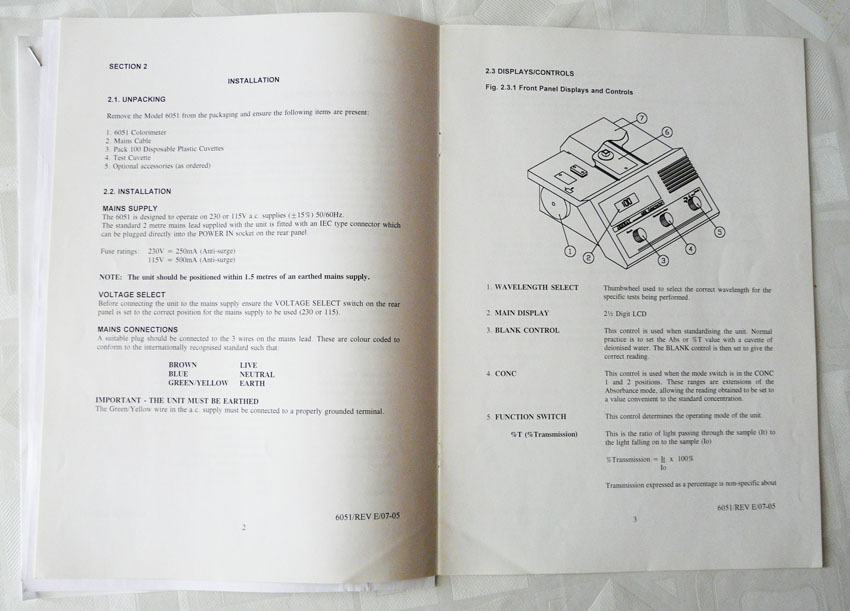 SECTION 2
INSTALLATION
2.1. UNPACKING
Remove the Model 6051 from the packaging and ensure the following items are present:
1. 6051 Colorimeter
2. Mains Cable
3. Pack 100 Disposable Plastic Cuvettes
4. Test Cuvette
5. Optional accessories (as ordered)
2.2. INSTALLATION
MAINS SUPPLY
The 6051 is designed to operate on 230 or 115V a.c. supplies (±15%) 50/60Hz.
The standard 2 metre mains lead supplied with the unit is fitted with an IEC type connector which
can be plugged directly into the POWER IN socket on the rear panel.
Fuse ratings: 230V = 250mA (Anti-surge)
115V = 500mA (Anti-surge)
NOTE: The unit should be positioned within 1.5 metres of an earthed mains supply.
VOLTAGE SELECT
Before connecting the unit to the mains supply ensure the VOLTAGE SELECT switch on the rear
panel is set to the correct position for the mains supply to be used (230 or 115).
MAINS CONNECTIONS
A suitable plug should be connected to the 3 wires on the mains lead. These are colour coded to
conform to the internationally recognised standard such that:
BROWN LIVE
BLUE NEUTRAL
GREEN/YELLOW EARTH
IMPORTANT - THE UNIT MUST BE EARTHED
The Green/Yellow wire in the a.c. supply must be connected to a properly grounded terminal.
6051/REV E/07-05
2
2.3 DISPLAYS/CONTROLS
Fig. 2.3.1 Front Panel Displays and Controls
7
6
100
5
4
3
2
1
1. WAVELENGTH SELECT Thumbwheel used to select the correct wavelength for the
specific tests being performed.
2. MAIN DISPLAY 2½ Digit LCD
3. BLANK CONTROL This control is used when standardising the unit. Normal
practice is to set the Abs or %T value with a cuvette of
deionised water. The BLANK control is then set to give the
correct reading.
4. CONC This control is used when the mode switch is in the CONC
1 and 2 positions. These ranges are extensions of the
Absorbance mode, allowing the reading obtained to be set to
a value convenient to the standard concentration.
5. FUNCTION SWITCH This control determines the operating mode of the unit.
%T (%Transmission) This is the ratio of light passing through the sample (It) to
the light falling on to the sample (Io)
%Transmission = It x 100%
Io
Transmission expressed as a percentage is non-specific about
6051/REV E/07-05
3